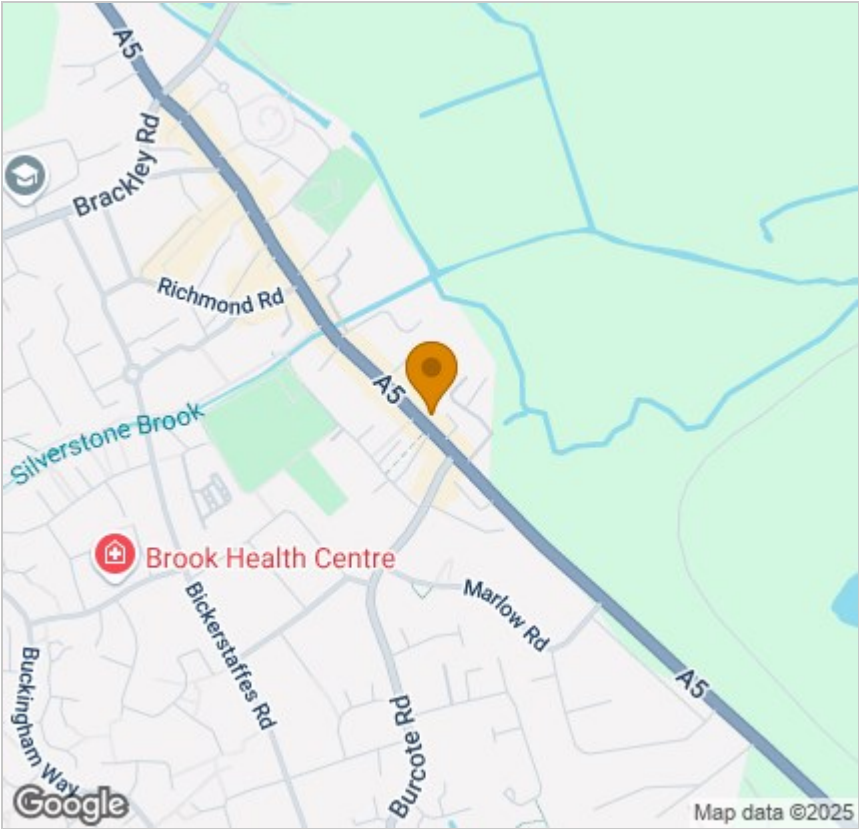 A5
Brackley Rd
Richmond Rd
A5
Silverstone Brook
Brook Health Centre
Marlow Rd
Bickerstaffes Rd
Buckingham Way
Burcote Rd
A5
Google
Map data ©2025